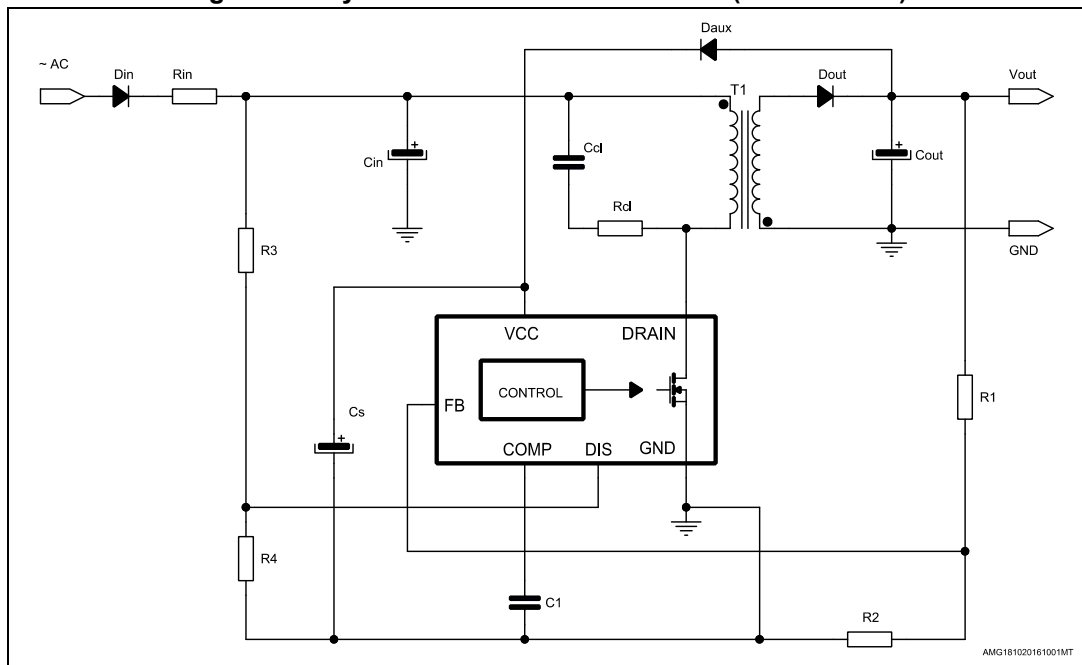 Daux
~ AC
Din
Rin
T1
Dout
Vout
Ccl
Cin
Cout
Rcl
R3
GND
VCC
DRAIN
CONTROL
FB
R1
Cs
COMP
DIS
GND
R4
C1
R2
AMG181020161001MT